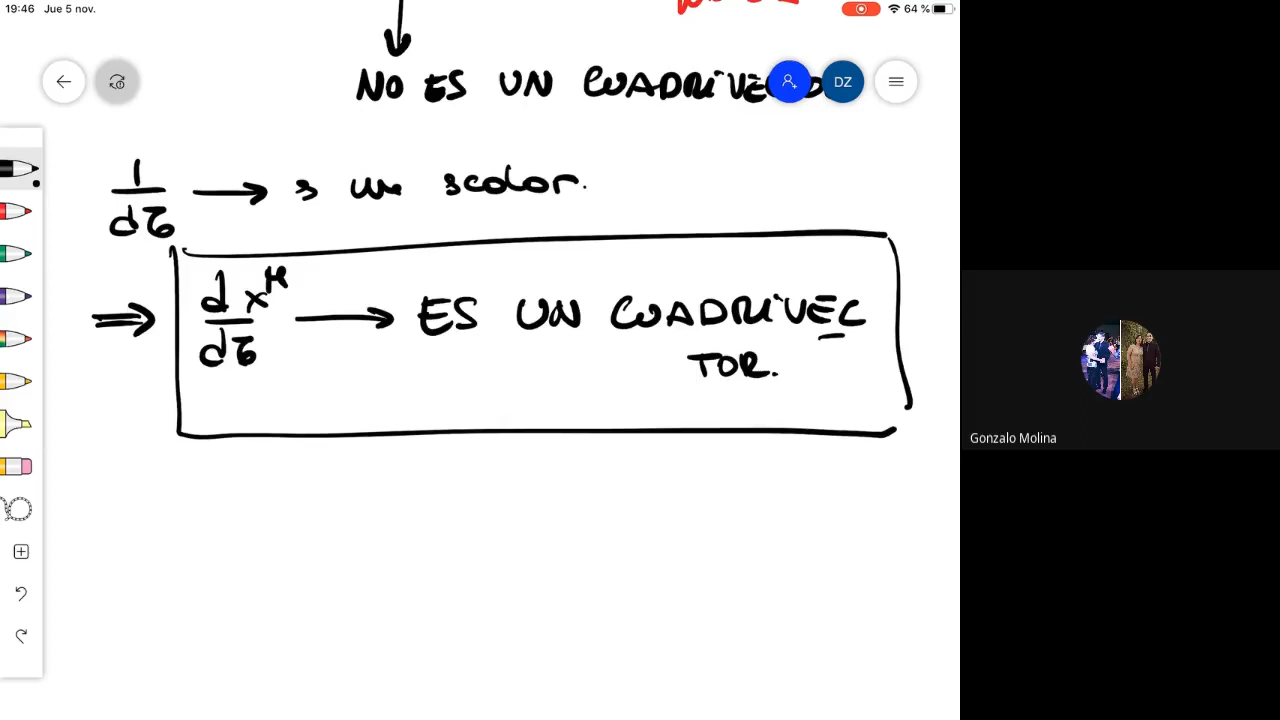 19:46 Jue 5 nov.
64 %
NO ES UN CUADRIVE
DZ
1/dτ → es un escalar.
⇒ dx^μ/dτ → ES UN CUADRIVEC
TOR.
Gonzalo Molina